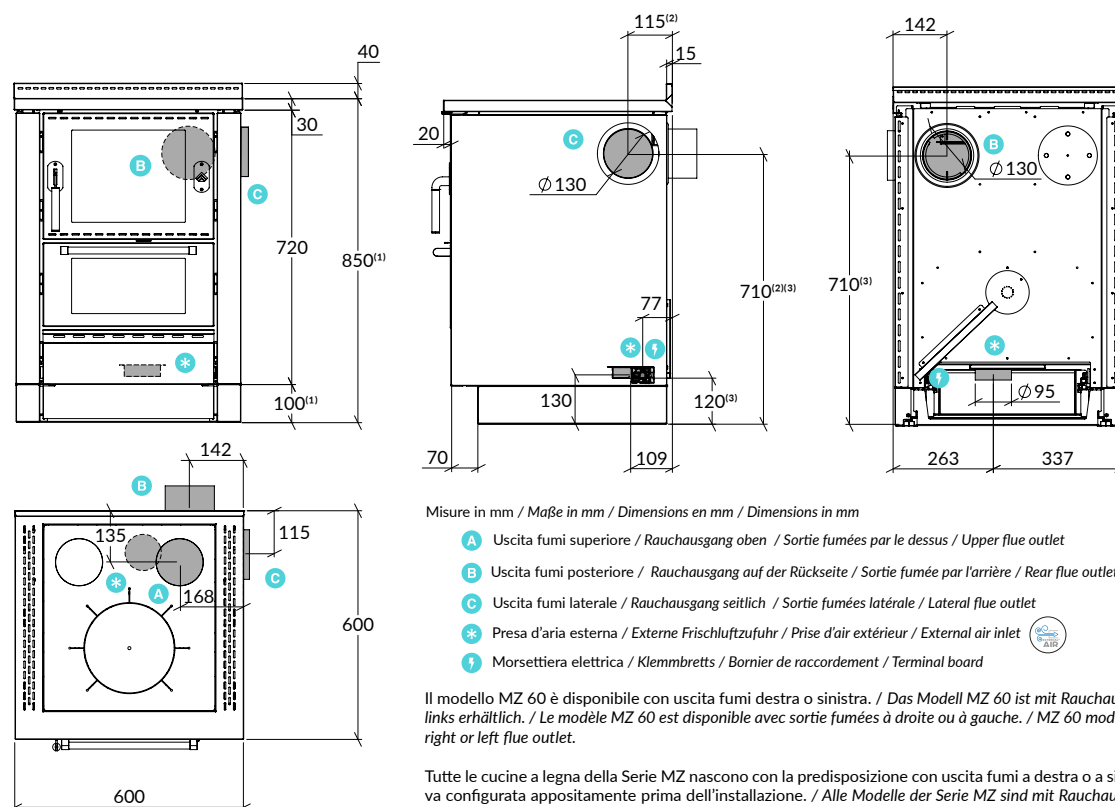 40
30
720
850(1)
100(1)
B
C
*
115(2)
15
20
C
Ø 130
710(2)(3)
77
130
120(3)
70
109
142
B
Ø 130
710(3)
*
Ø 95
263
337
142
B
135
115
C
A
168
*
600
600
Misure in mm / Maße in mm / Dimensions en mm / Dimensions in mm
A Uscita fumi superiore / Rauchausgang oben / Sortie fumées par le dessus / Upper flue outlet
B Uscita fumi posteriore / Rauchausgang auf der Rückseite / Sortie fumée par l'arrière / Rear flue outlet
C Uscita fumi laterale / Rauchausgang seitlich / Sortie fumées latérale / Lateral flue outlet
* Presa d'aria esterna / Externe Frischluftzufuhr / Prise d'air extérieur / External air inlet
AIR
Morsettiera elettrica / Klemmbretts / Bornier de raccordement / Terminal board
Il modello MZ 60 è disponibile con uscita fumi destra o sinistra. / Das Modell MZ 60 ist mit Rauchau
links erhältlich. / Le modèle MZ 60 est disponible avec sortie fumées à droite ou à gauche. / MZ 60 mod
right or left flue outlet.
Tutte le cucine a legna della Serie MZ nascono con la predisposizione con uscita fumi a destra o a si
va configurata appositamente prima dell'installazione. / Alle Modelle der Serie MZ sind mit Rauchau